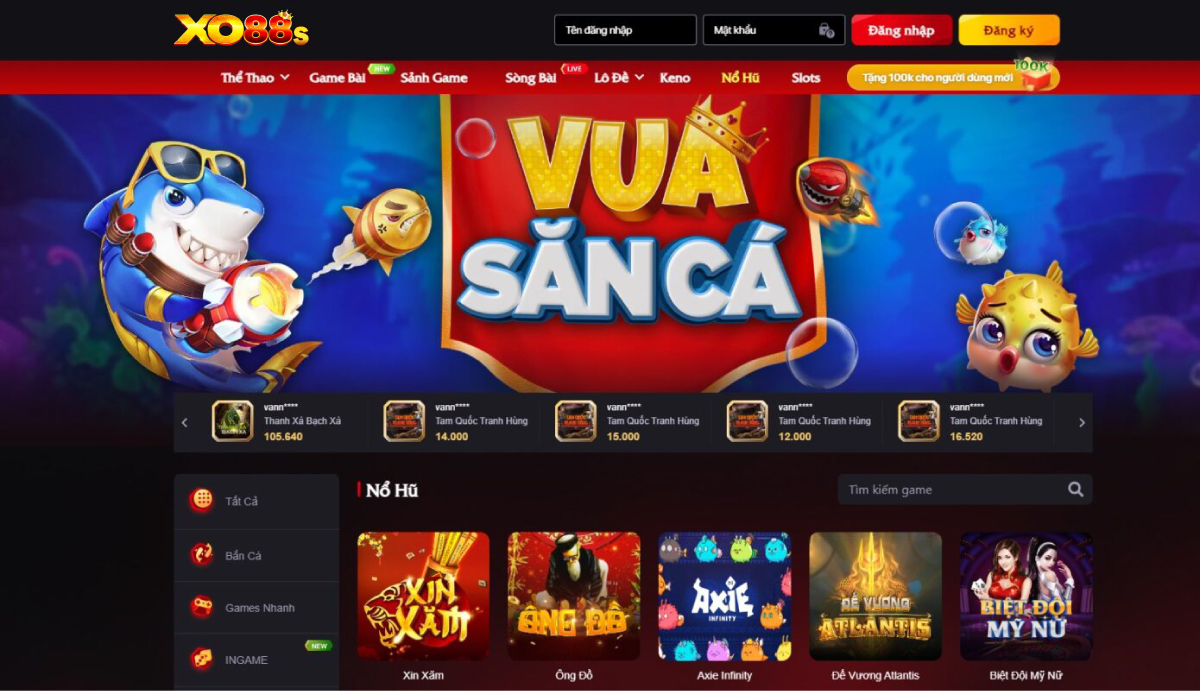 XO88s
Tên đăng nhập
Mật khẩu
Đăng nhập
Đăng ký
Thể Thao
Game Bài
NEW
Sảnh Game
Sòng Bài
LIVE
Lô Đề
Keno
Nổ Hũ
Slots
Tặng 100k cho người dùng mới
100K
VUA
SĂN CÁ
vann****
Thanh Xà Bạch Xà
105.640
vann****
Tam Quốc Tranh Hùng
14.000
vann****
Tam Quốc Tranh Hùng
15.000
vann****
Tam Quốc Tranh Hùng
12.000
vann****
Tam Quốc Tranh Hùng
16.520
Tất Cả
Bắn Cá
Games Nhanh
INGAME
NEW
Nổ Hũ
Tìm kiếm game
XIN
XĂM
Xin Xăm
ÔNG ĐỒ
Ông Đồ
AXIE
INFINITY
Axie Infinity
ĐẾ VƯƠNG
ATLANTIS
Đế Vương Atlantis
BIỆT ĐỘI
MỸ NỮ
Biệt Đội Mỹ Nữ